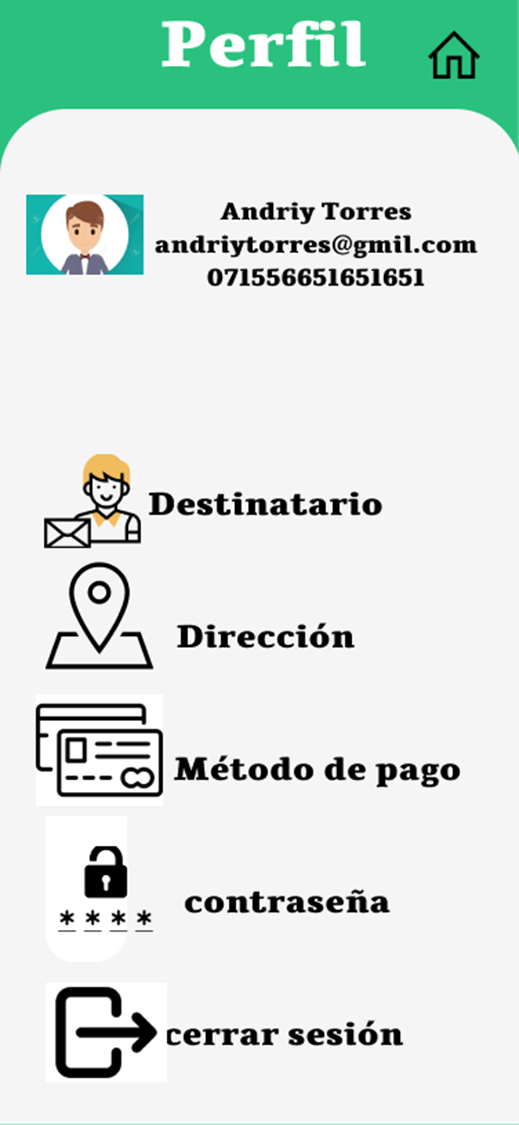 Perfil
Andriy Torres
andriytorres@gmil.com
071556651651651
Destinatario
Dirección
Método de pago
* * * *
contraseña
cerrar sesión